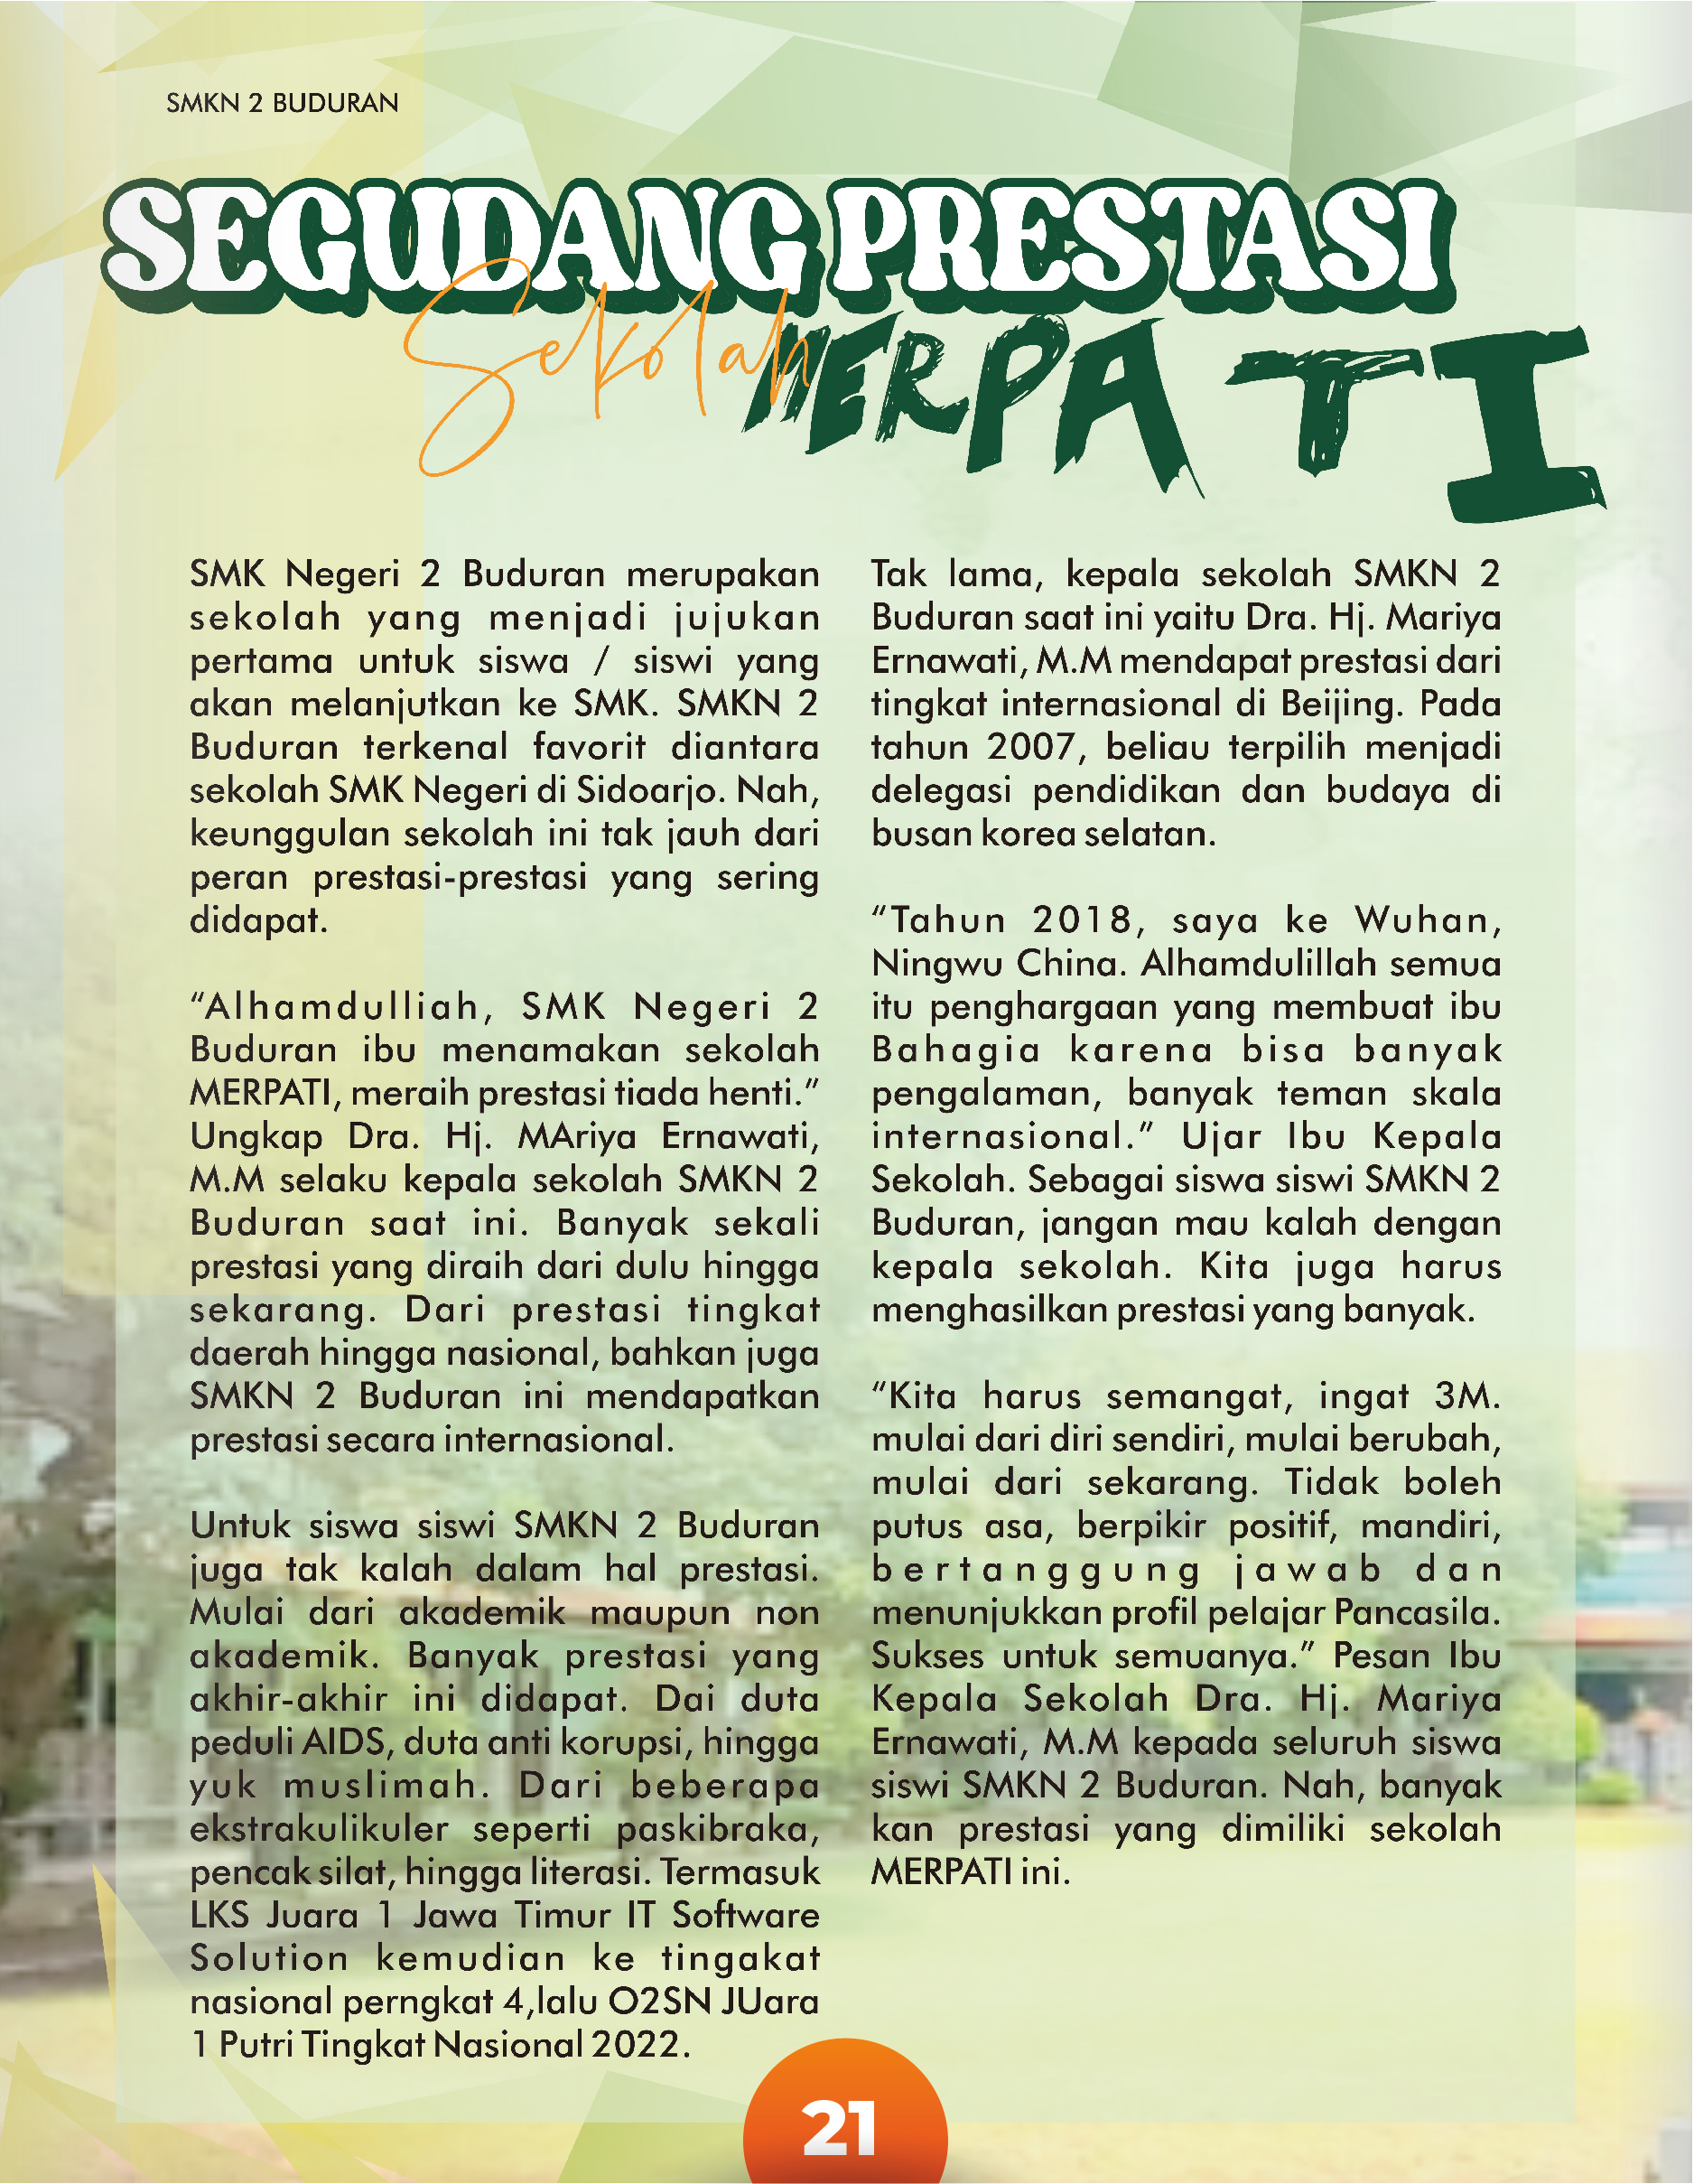 SMKN 2 BUDURAN
SEGUDANG PRESTASI
Sekolah MERPATI
SMK Negeri 2 Buduran merupakan
sekolah yang menjadi jujukan
pertama untuk siswa / siswi yang
akan melanjutkan ke SMK. SMKN 2
Buduran terkenal favorit diantara
sekolah SMK Negeri di Sidoarjo. Nah,
keunggulan sekolah ini tak jauh dari
peran prestasi-prestasi yang sering
didapat.
“Alhamdulliah, SMK Negeri 2
Buduran ibu menamakan sekolah
MERPATI, meraih prestasi tiada henti.”
Ungkap Dra. Hj. MAriya Ernawati,
M.M selaku kepala sekolah SMKN 2
Buduran saat ini. Banyak sekali
prestasi yang diraih dari dulu hingga
sekarang. Dari prestasi tingkat
daerah hingga nasional, bahkan juga
SMKN 2 Buduran ini mendapatkan
prestasi secara internasional.
Untuk siswa siswi SMKN 2 Buduran
juga tak kalah dalam hal prestasi.
Mulai dari akademik maupun non
akademik. Banyak prestasi yang
akhir-akhir ini didapat. Dai duta
peduli AIDS, duta anti korupsi, hingga
yuk muslimah. Dari beberapa
ekstrakulikuler seperti paskibraka,
pencak silat, hingga literasi. Termasuk
LKS Juara 1 Jawa Timur IT Software
Solution kemudian ke tingakat
nasional perngkat 4,lalu O2SN JUara
1 Putri Tingkat Nasional 2022.
Tak lama, kepala sekolah SMKN 2
Buduran saat ini yaitu Dra. Hj. Mariya
Ernawati, M.M mendapat prestasi dari
tingkat internasional di Beijing. Pada
tahun 2007, beliau terpilih menjadi
delegasi pendidikan dan budaya di
busan korea selatan.
“Tahun 2018, saya ke Wuhan,
Ningwu China. Alhamdulillah semua
itu penghargaan yang membuat ibu
Bahagia karena bisa banyak
pengalaman, banyak teman skala
internasional.” Ujar Ibu Kepala
Sekolah. Sebagai siswa siswi SMKN 2
Buduran, jangan mau kalah dengan
kepala sekolah. Kita juga harus
menghasilkan prestasi yang banyak.
“Kita harus semangat, ingat 3M.
mulai dari diri sendiri, mulai berubah,
mulai dari sekarang. Tidak boleh
putus asa, berpikir positif, mandiri,
bertanggung jawab dan
menunjukkan profil pelajar Pancasila.
Sukses untuk semuanya.” Pesan Ibu
Kepala Sekolah Dra. Hj. Mariya
Ernawati, M.M kepada seluruh siswa
siswi SMKN 2 Buduran. Nah, banyak
kan prestasi yang dimiliki sekolah
MERPATI ini.
21